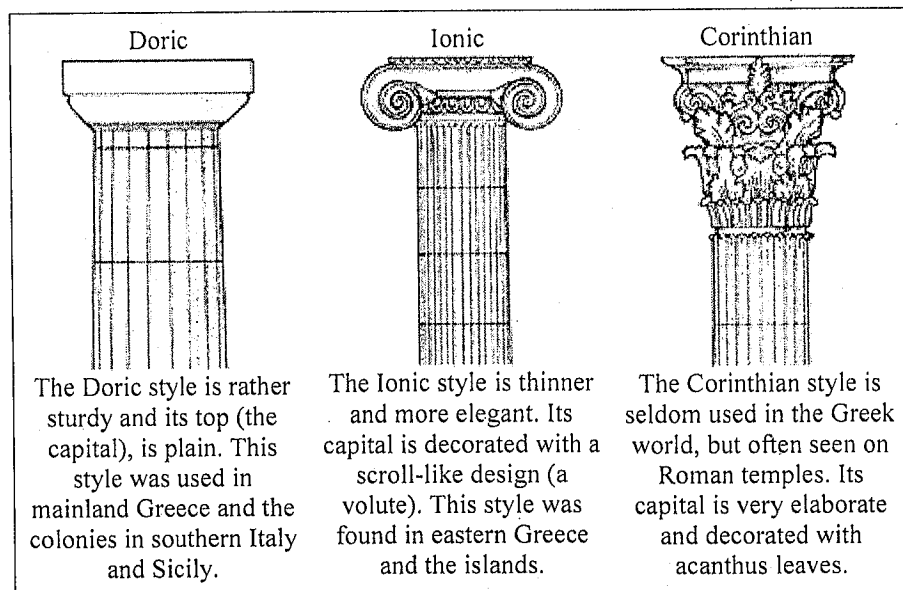 Doric
The Doric style is rather
sturdy and its top (the
capital), is plain. This
style was used in
mainland Greece and the
colonies in southern Italy
and Sicily.
Ionic
The Ionic style is thinner
and more elegant. Its
capital is decorated with a
scroll-like design (a
volute). This style was
found in eastern Greece
and the islands.
Corinthian
The Corinthian style is
seldom used in the Greek
world, but often seen on
Roman temples. Its
capital is very elaborate
and decorated with
acanthus leaves.